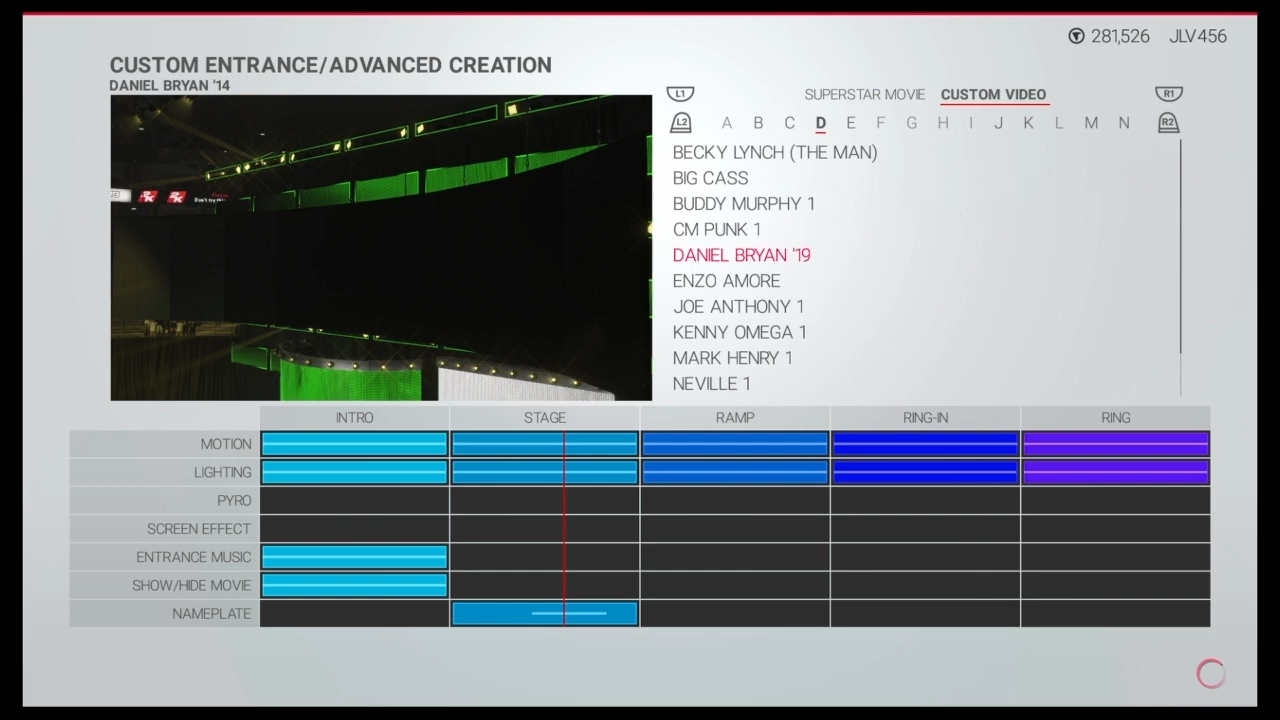 281,526 JLV456
CUSTOM ENTRANCE/ADVANCED CREATION
DANIEL BRYAN '14
L1 SUPERSTAR MOVIE CUSTOM VIDEO R1
L2 A B C D E F G H I J K L M N R2
BECKY LYNCH (THE MAN)
BIG CASS
BUDDY MURPHY 1
CM PUNK 1
DANIEL BRYAN '19
ENZO AMORE
JOE ANTHONY 1
KENNY OMEGA 1
MARK HENRY 1
NEVILLE 1
2K 2K
INTRO STAGE RAMP RING-IN RING
MOTION
LIGHTING
PYRO
SCREEN EFFECT
ENTRANCE MUSIC
SHOW/HIDE MOVIE
NAMEPLATE